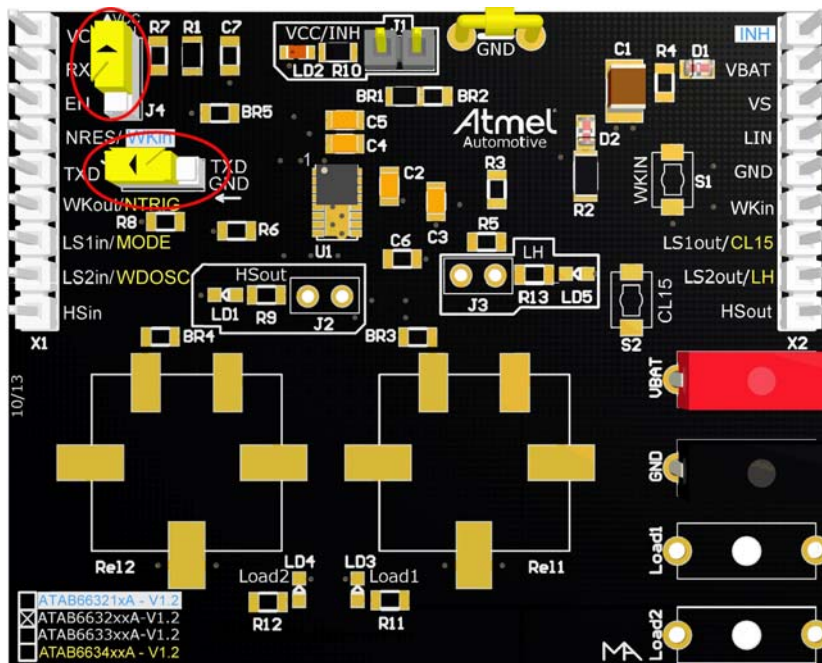 VCC
VC
R7
R1
C7
VCC/INH
J1
LD2
R10
GND
C1
R4
D1
INH
RX
VBAT
EN
J4
BR1
BR2
VS
BR5
C5
Atmel
Automotive
D2
LIN
NRES/WKin
C4
1
TXD
TXD
GND
C2
R3
WKIN
S1
GND
WKout/NTRIG
R2
WKin
R8
R6
U1
C3
R5
LS1in/MODE
C6
LH
LS1out/CL15
LS2in/WDOSC
HSout
J3
R13
LD5
CL15
LS2out/LH
HSin
LD1
R9
J2
HSout
X1
BR4
BR3
S2
X2
10/13
VBAT
GND
Load1
Load2
Rel2
Rel1
LD4
LD3
Load2
Load1
R12
R11
ATAB66321xA - V1.2
ATAB6632xxA-V1.2
ATAB6633xxA-V1.2
ATAB6634xxA - V1.2
MA